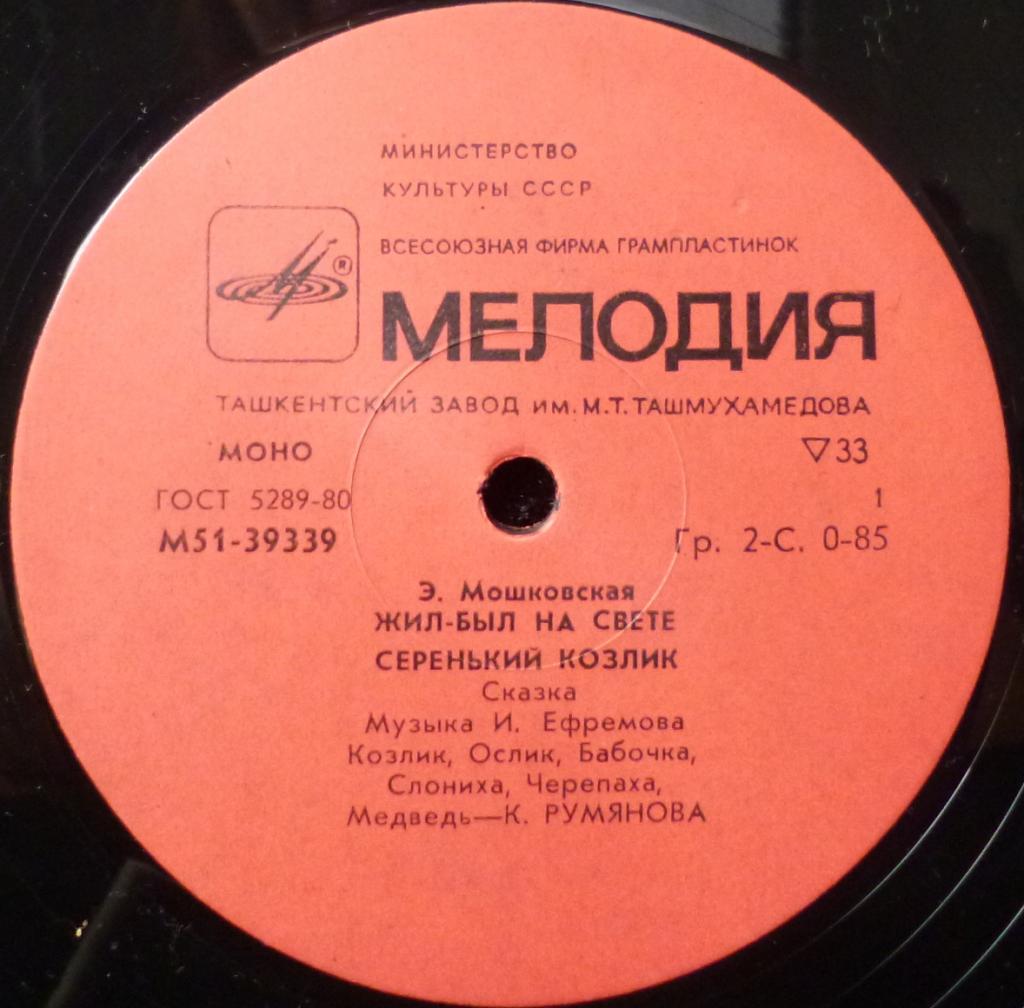 МИНИСТЕРСТВО
КУЛЬТУРЫ СССР
ВСЕСОЮЗНАЯ ФИРМА ГРАМПЛАСТИНОК
®
МЕЛОДИЯ
ТАШКЕНТСКИЙ ЗАВОД ИМ. М.Т. ТАШМУХАМЕДОВА
МОНО ▽33
ГОСТ 5289-80 1
М51-39339 Гр. 2-С. 0-85
Э. Мошковская
ЖИЛ-БЫЛ НА СВЕТЕ
СЕРЕНЬКИЙ КОЗЛИК
Сказка
Музыка И. Ефремова
Козлик, Ослик, Бабочка,
Слониха, Черепаха,
Медведь—К. РУМЯНОВА